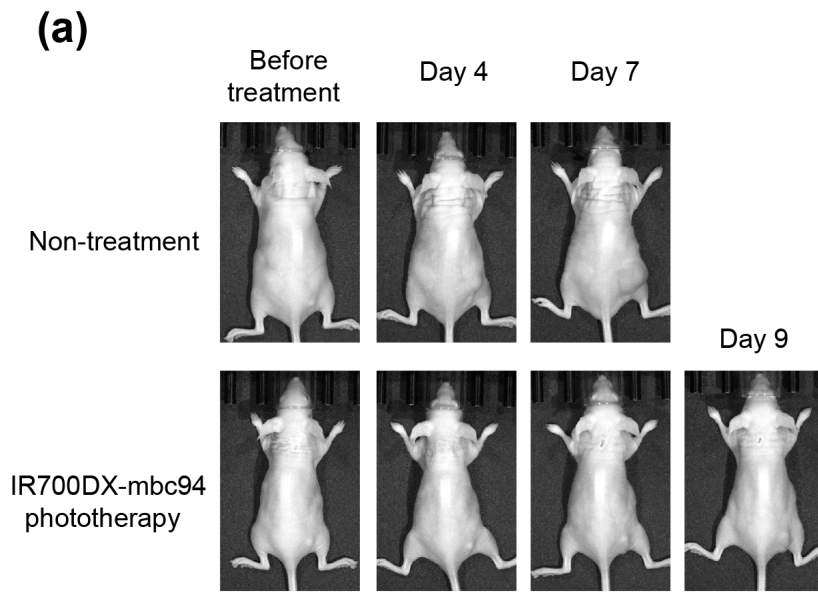 (a)
Before
treatment
Day 4
Day 7
Non-treatment
Day 9
IR700DX-mbc94
phototherapy